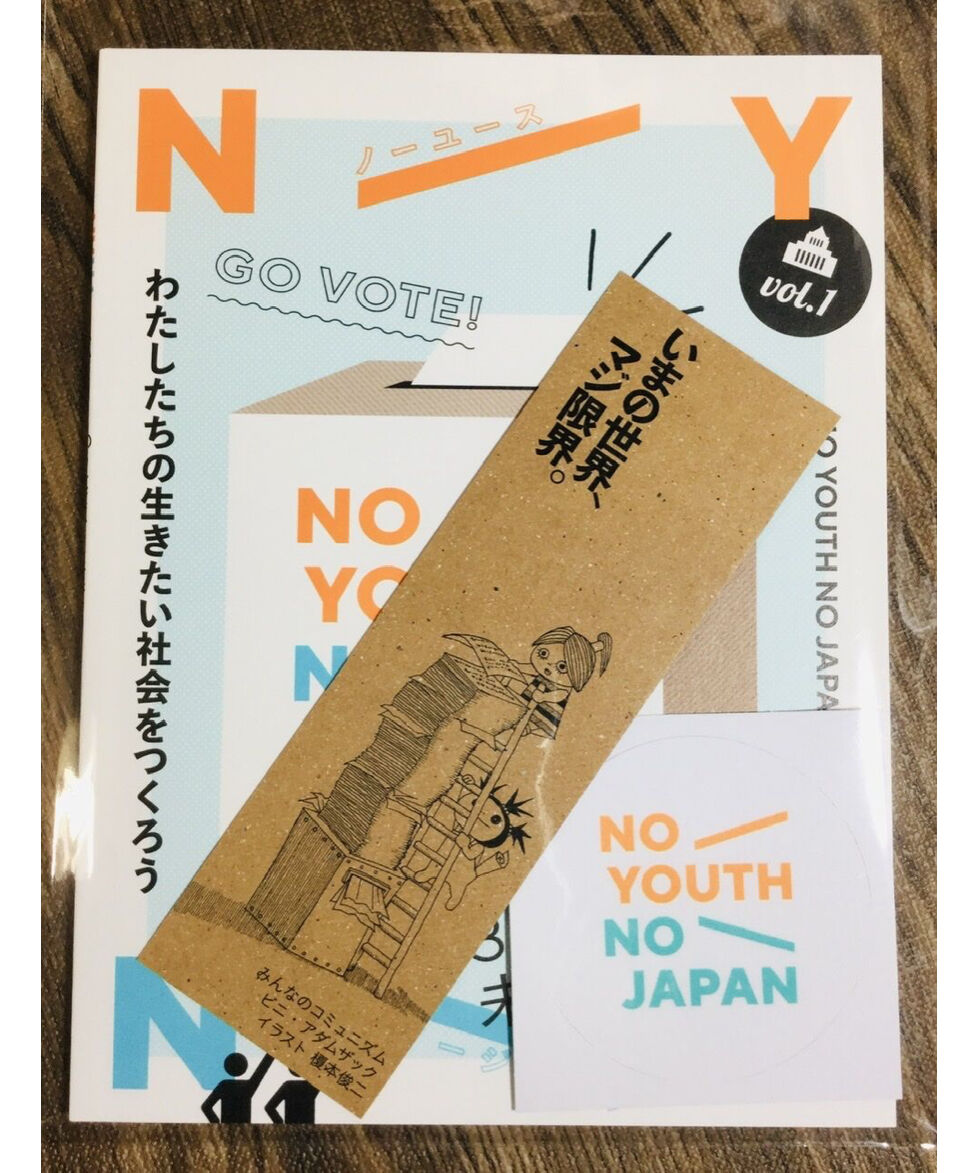 N
Y
ノーユース
GO VOTE!
vol.1
わたしたちの生きたい社会をつくろう
いまの世界、
マジ限界。
NO
NO YOUTH NO JAPA
NO
YOUTH
NO
JAPAN
みんなのコミュニズム
ビニ・アダムザック
イラスト 榎本俊二
N